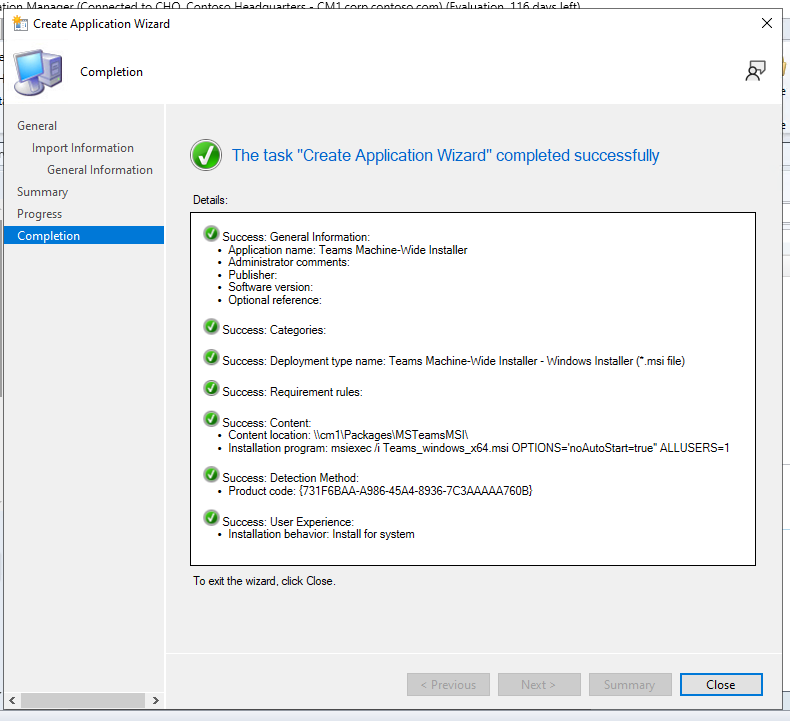 ation Manager (Connected to CHQ, Contoso Headquarters - CM1.corp.contoso.com) (Evaluation, 116 days left)
Create Application Wizard
Completion
General
Import Information
General Information
Summary
Progress
Completion
The task "Create Application Wizard" completed successfully
Details:
Success: General Information:
• Application name: Teams Machine-Wide Installer
• Administrator comments:
• Publisher:
• Software version:
• Optional reference:
Success: Categories:
Success: Deployment type name: Teams Machine-Wide Installer - Windows Installer (*.msi file)
Success: Requirement rules:
Success: Content:
• Content location: \\cm1\Packages\MSTeamsMSI\
• Installation program: msiexec /i Teams_windows_x64.msi OPTIONS='noAutoStart=true" ALLUSERS=1
Success: Detection Method:
• Product code: {731F6BAA-A986-45A4-8936-7C3AAAAA760B}
Success: User Experience:
• Installation behavior: Install for system
To exit the wizard, click Close.
< Previous
Next >
Summary
Close